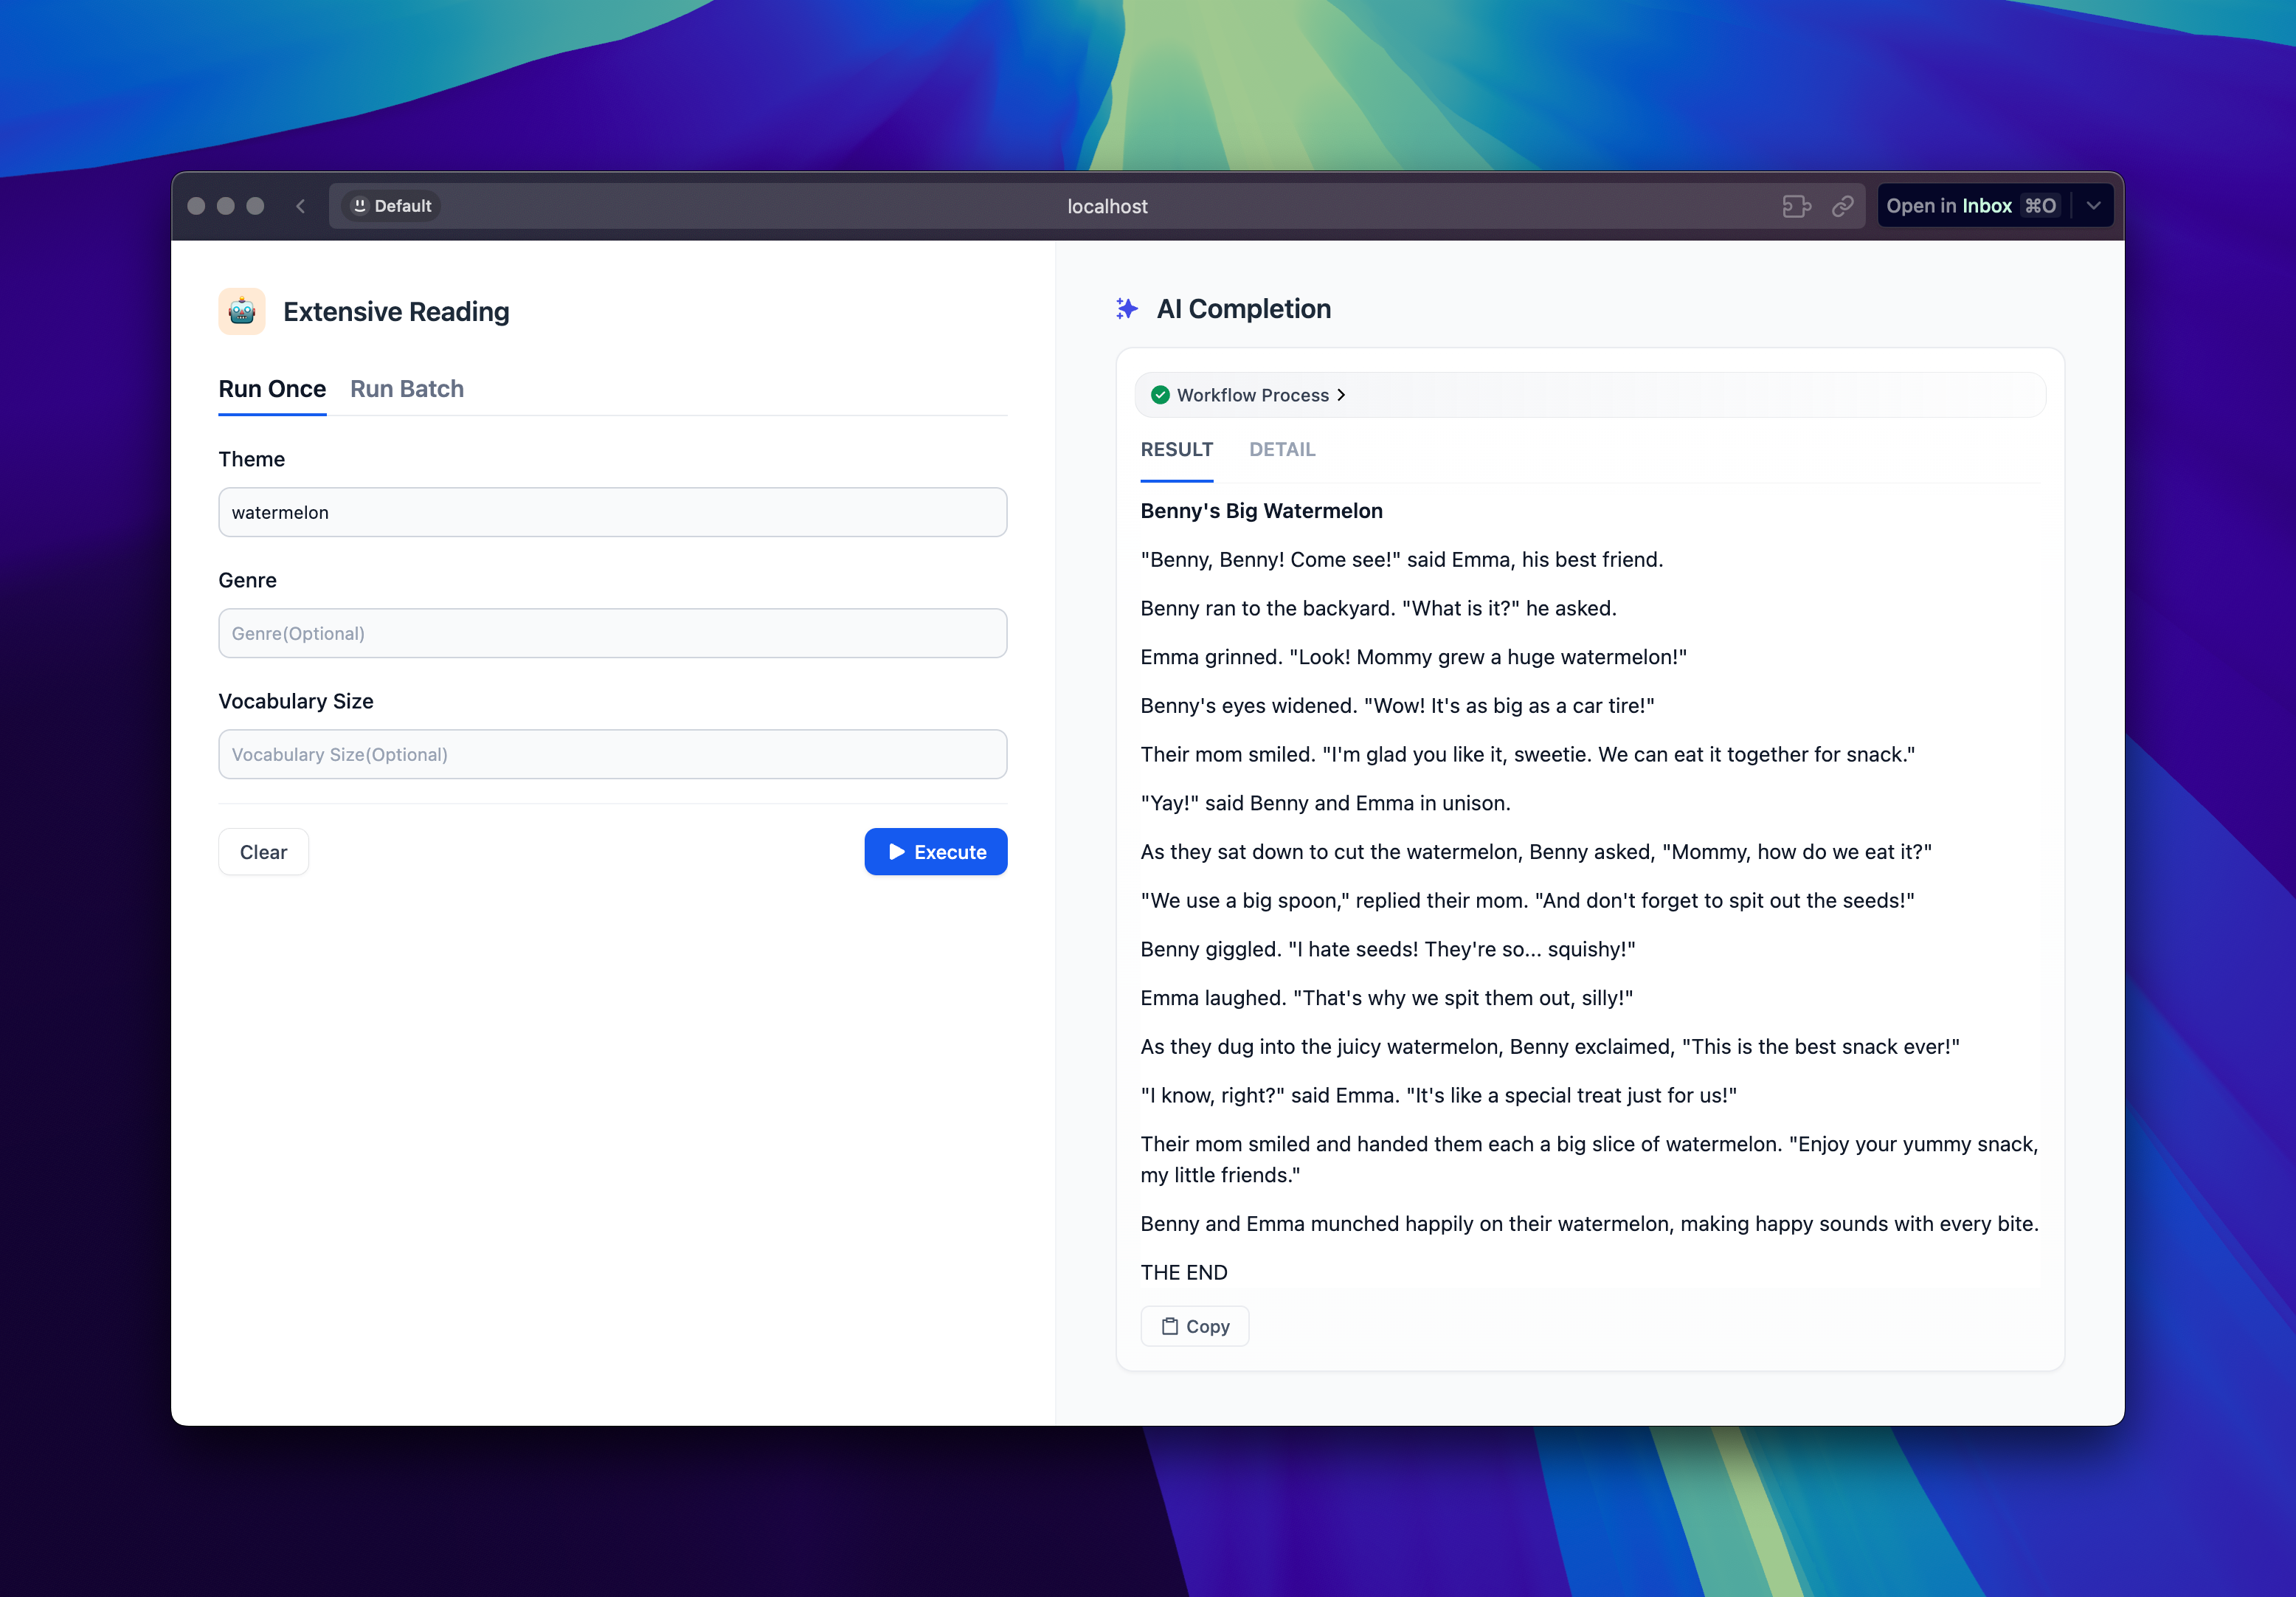 Default
localhost
Open in Inbox ⌘O
Extensive Reading
Run Once Run Batch
Theme
watermelon
Genre
Genre(Optional)
Vocabulary Size
Vocabulary Size(Optional)
Clear
Execute
AI Completion
Workflow Process
RESULT DETAIL
Benny's Big Watermelon
"Benny, Benny! Come see!" said Emma, his best friend.
Benny ran to the backyard. "What is it?" he asked.
Emma grinned. "Look! Mommy grew a huge watermelon!"
Benny's eyes widened. "Wow! It's as big as a car tire!"
Their mom smiled. "I'm glad you like it, sweetie. We can eat it together for snack."
"Yay!" said Benny and Emma in unison.
As they sat down to cut the watermelon, Benny asked, "Mommy, how do we eat it?"
"We use a big spoon," replied their mom. "And don't forget to spit out the seeds!"
Benny giggled. "I hate seeds! They're so... squishy!"
Emma laughed. "That's why we spit them out, silly!"
As they dug into the juicy watermelon, Benny exclaimed, "This is the best snack ever!"
"I know, right?" said Emma. "It's like a special treat just for us!"
Their mom smiled and handed them each a big slice of watermelon. "Enjoy your yummy snack,
my little friends."
Benny and Emma munched happily on their watermelon, making happy sounds with every bite.
THE END
Copy